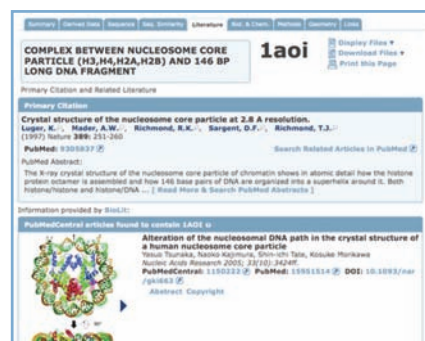 Summary Derived Data Sequence Seq. Similarity Literature Biol. & Chem. Methods Geometry Links
COMPLEX BETWEEN NUCLEOSOME CORE
PARTICLE (H3,H4,H2A,H2B) AND 146 BP
LONG DNA FRAGMENT
1aoi
Display Files
Download Files
Print this Page
Primary Citation and Related Literature
Primary Citation
Crystal structure of the nucleosome core particle at 2.8 A resolution.
Luger, K., Mader, A.W., Richmond, R.K., Sargent, D.F., Richmond, T.J.
(1997) Nature 389: 251-260
PubMed: 9305837
Search Related Articles in PubMed
PubMed Abstract:
The X-ray crystal structure of the nucleosome core particle of chromatin shows in atomic detail how the histone
protein octamer is assembled and how 146 base pairs of DNA are organized into a superhelix around it. Both
histone/histone and histone/DNA ... [ Read More & Search PubMed Abstracts ]
Information provided by BioLit:
PubMedCentral articles found to contain 1AOI
Alteration of the nucleosomal DNA path in the crystal structure of
a human nucleosome core particle
Yasuo Tsunaka, Naoko Kajimura, Shin-ichi Tate, Kosuke Morikawa
Nucleic Acids Research 2005; 33(10):3424ff.
PubMedCentral: 1150222 PubMed: 15951514 DOI: 10.1093/nar
/gki663
Abstract Copyright
90°